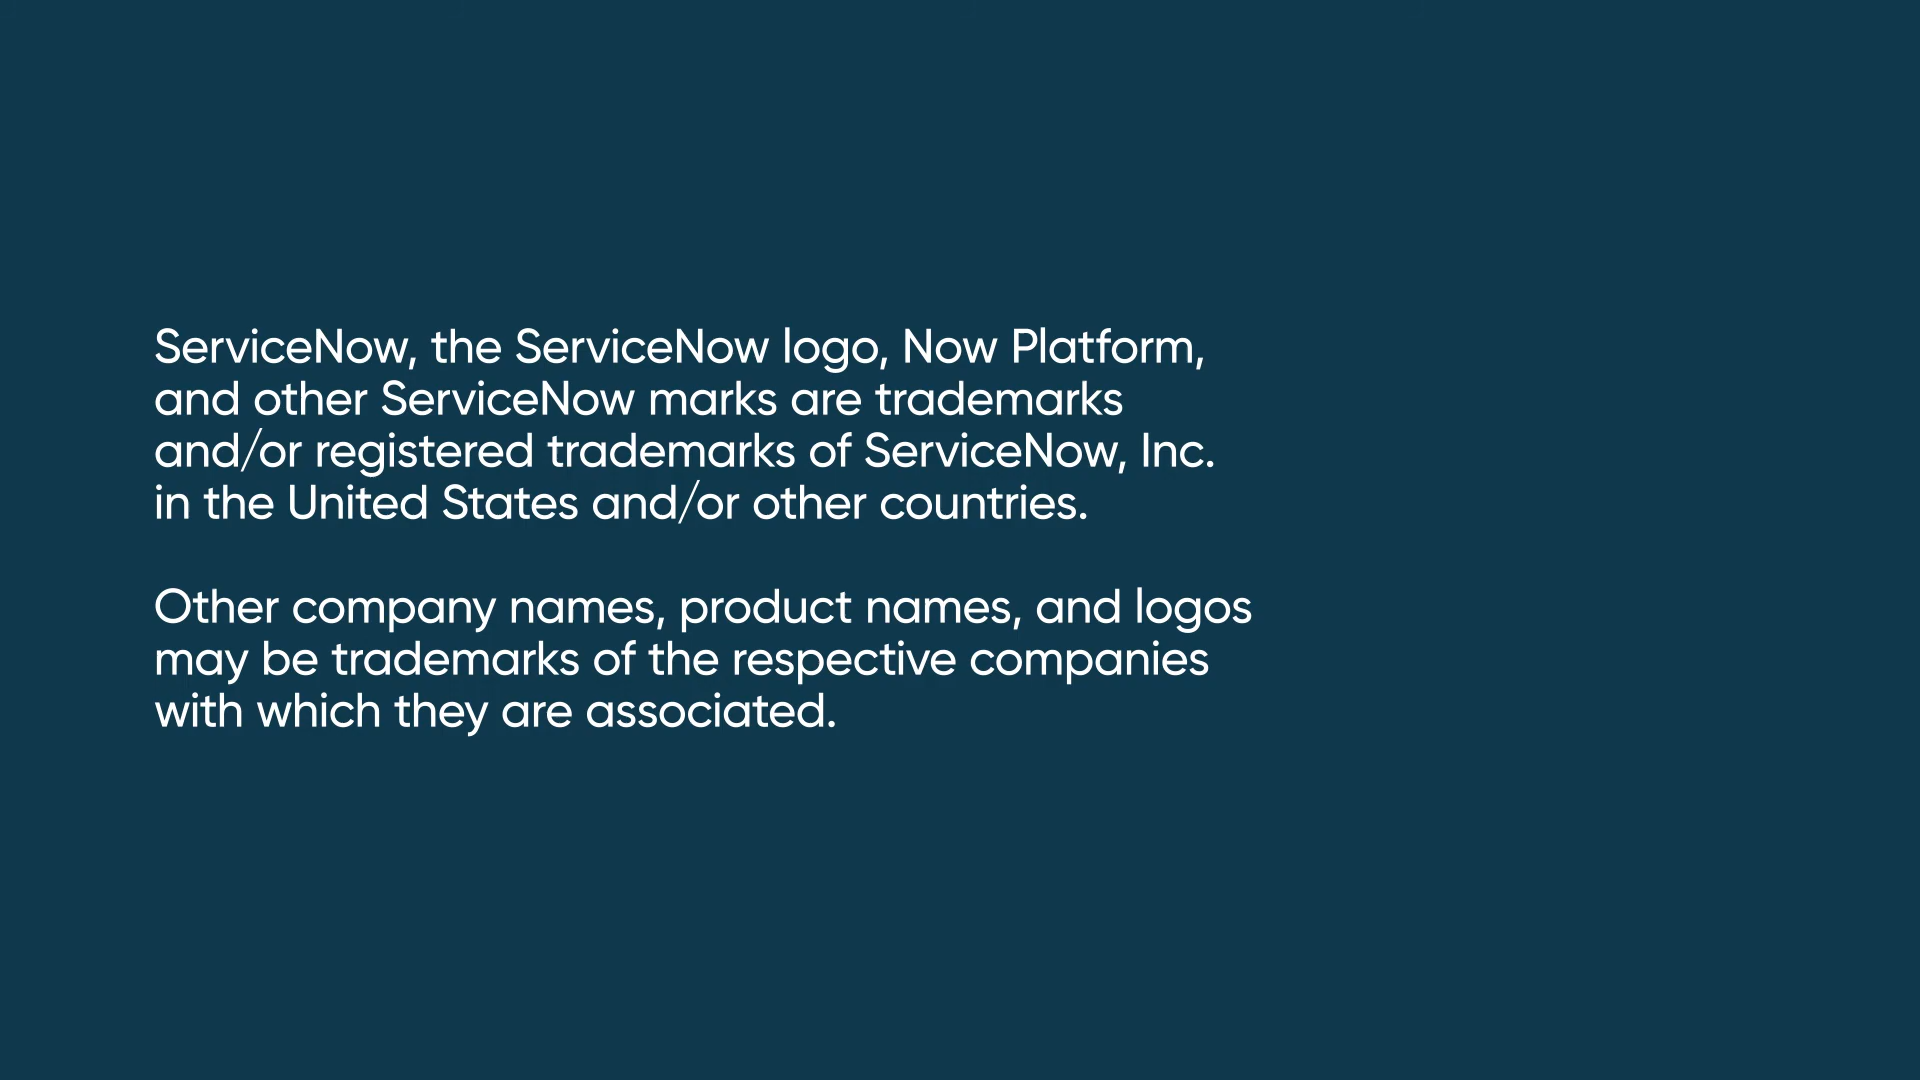 ServiceNow, the ServiceNow logo, Now Platform,
and other ServiceNow marks are trademarks
and/or registered trademarks of ServiceNow, Inc.
in the United States and/or other countries.
Other company names, product names, and logos
may be trademarks of the respective companies
with which they are associated.